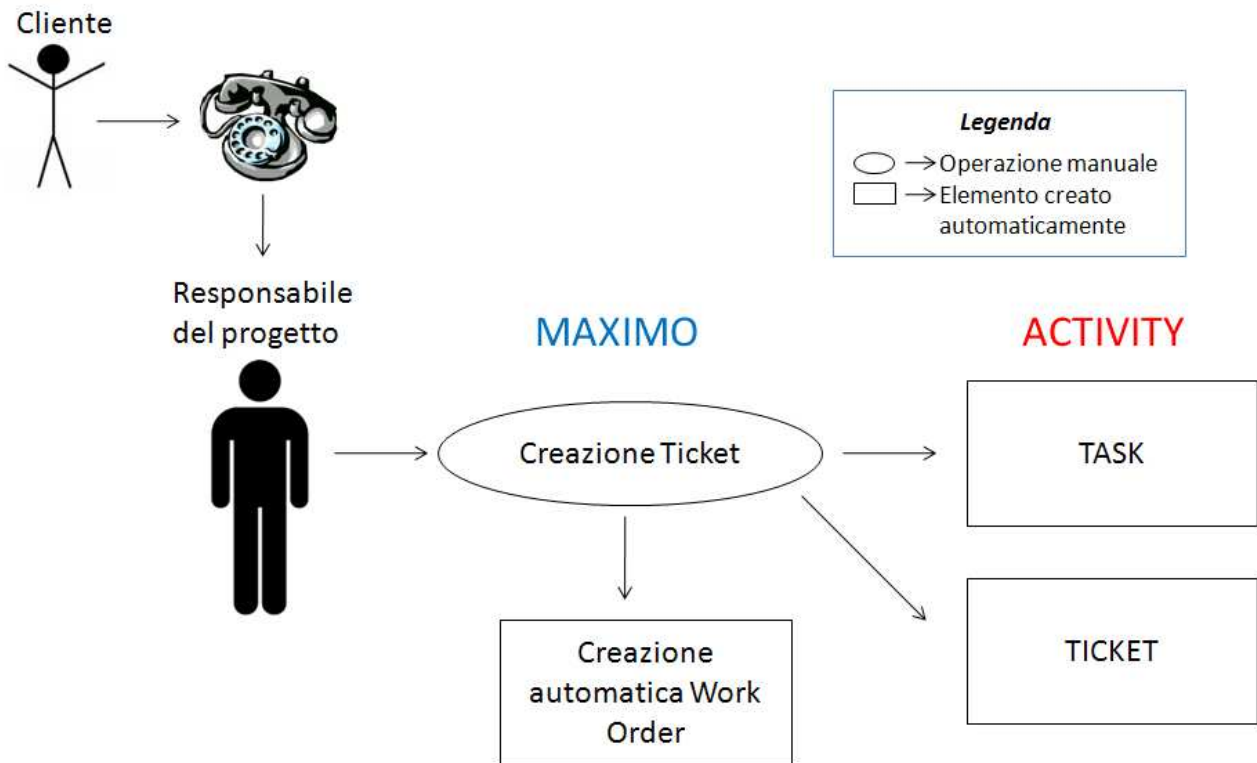 Cliente
Legenda
Operazione manuale
Elemento creato
automaticamente
Responsabile
del progetto
MAXIMO
ACTIVITY
Creazione Ticket
TASK
Creazione
automatica Work
Order
TICKET